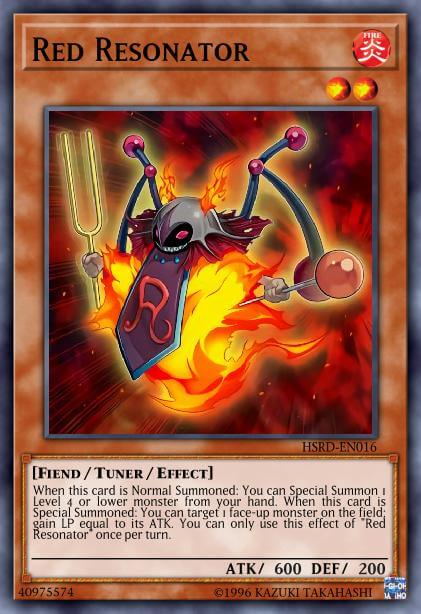 RED RESONATOR
FIRE
炎
HSRD-EN016
[FIEND / TUNER / EFFECT]
When this card is Normal Summoned: You can Special Summon 1
Level 4 or lower monster from your hand. When this card is
Special Summoned: You can target 1 face-up monster on the field;
gain LP equal to its ATK. You can only use this effect of "Red
Resonator" once per turn.
ATK/ 600 DEF/ 200
40975574
©1996 KAZUKI TAKAHASHI